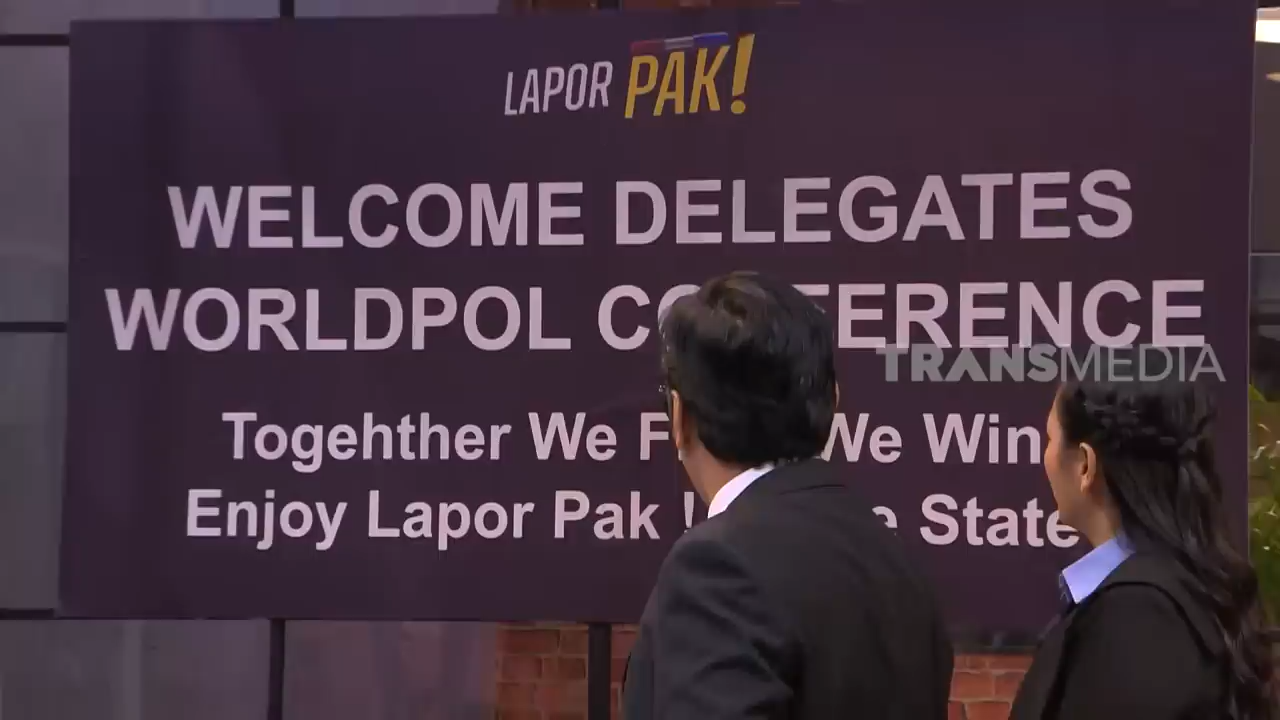 LAPOR PAK!
WELCOME DELEGATES
WORLDPOL
TRANSMEDIA
Togehther We We Win
Enjoy Lapor Pak ! State